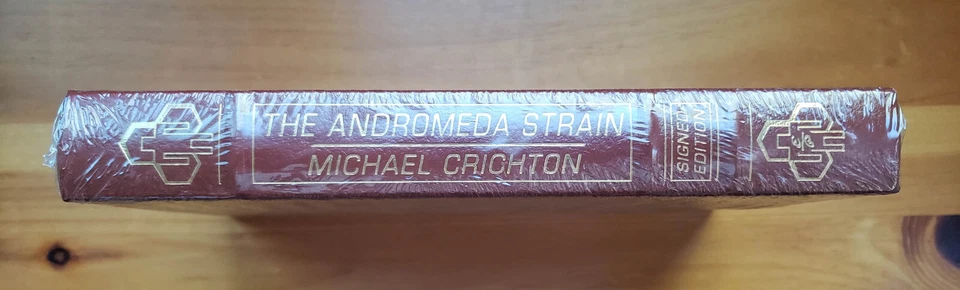 THE ANDROMEDA STRAIN
MICHAEL CRICHTON
SIGNED
EDITION